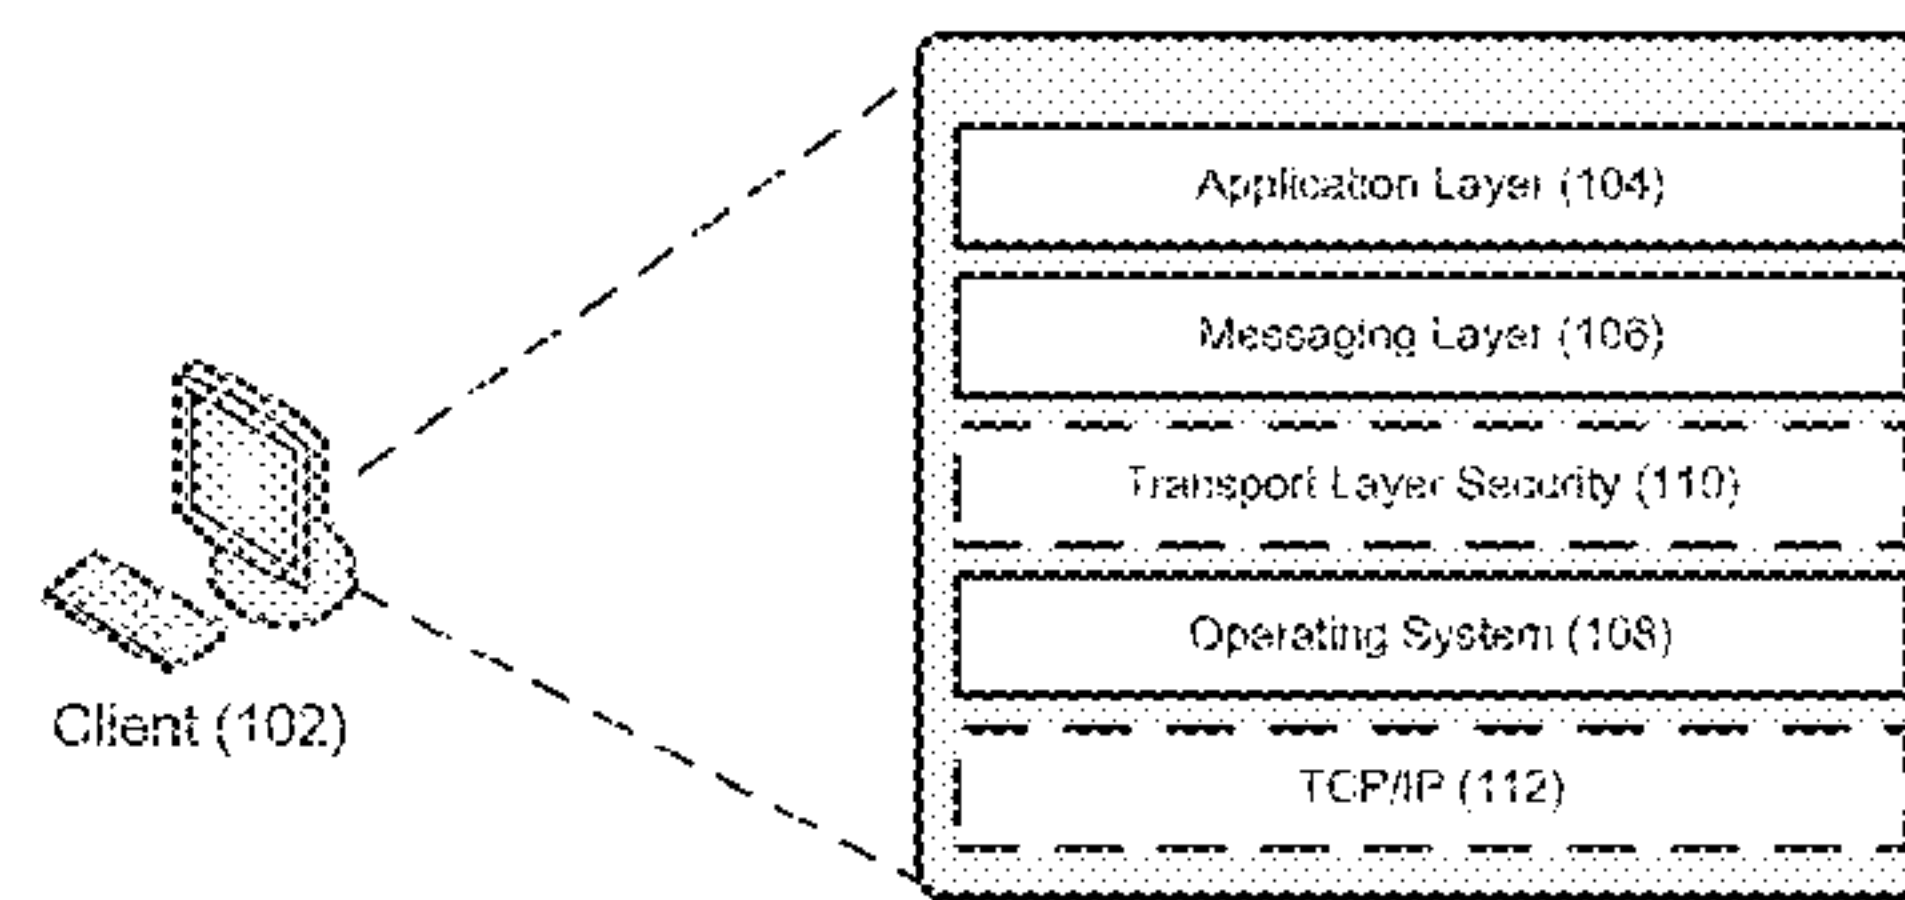 Application Layer (104)
Messaging Layer (106)
Transport Layer Security (110)
Operating System (108)
Client (102)
TCP/IP (112)